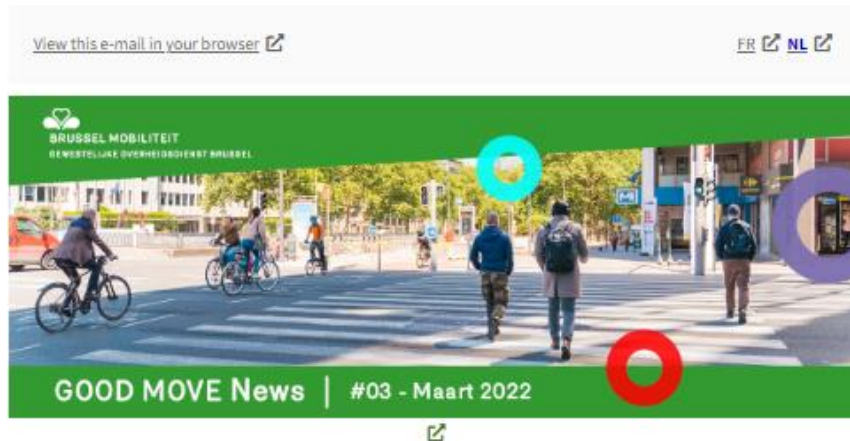 View this e-mail in your browser
FR NL
BRUSSEL MOBILITEIT
GEWESTELIJKE OVERHEIDSDIENST BRUSSEL
M
GOOD MOVE News | #03 - Maart 2022